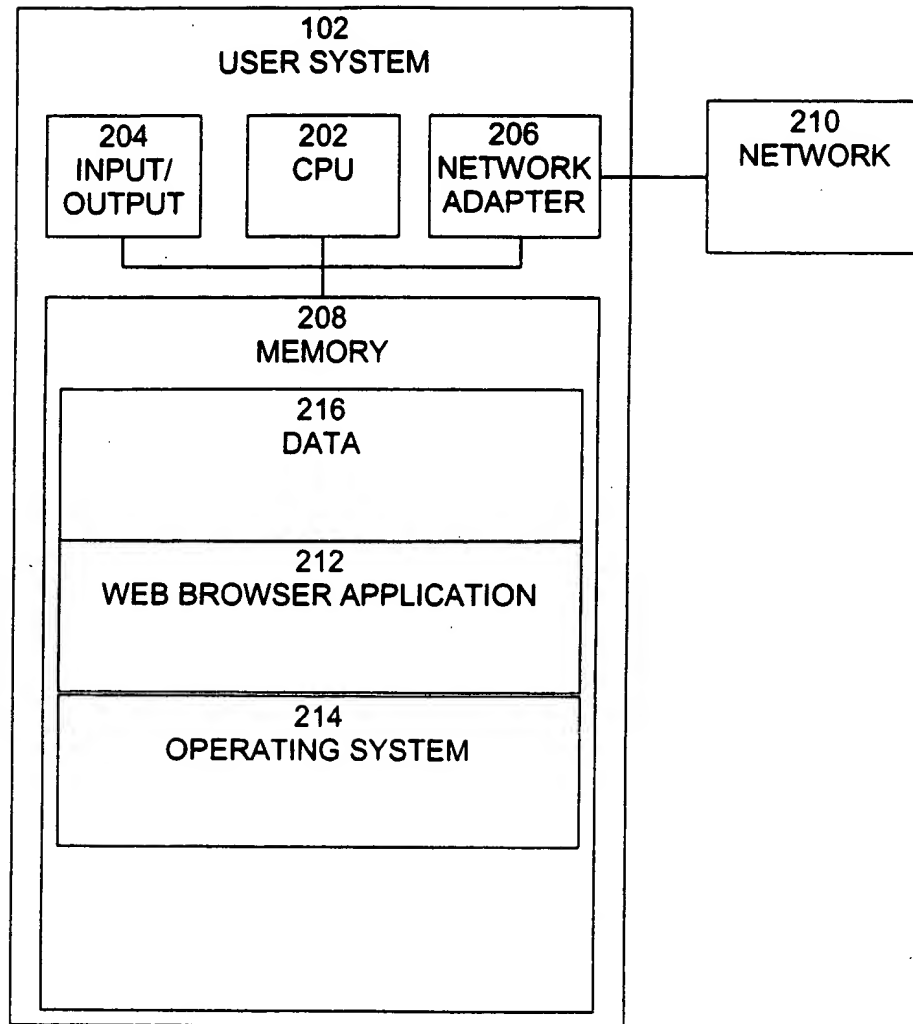 102
USER SYSTEM
204
INPUT/
OUTPUT
202
CPU
206
NETWORK
ADAPTER
210
NETWORK
208
MEMORY
216
DATA
212
WEB BROWSER APPLICATION
214
OPERATING SYSTEM